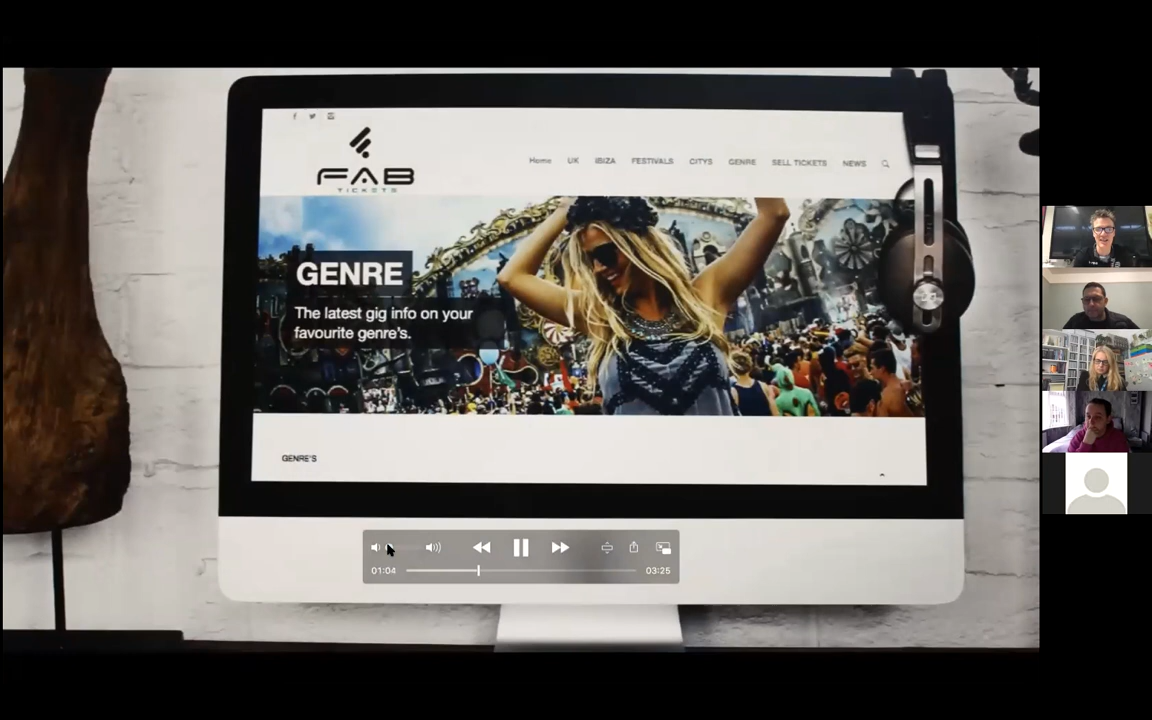 FAB
TICKETS
Home UK IBIZA FESTIVALS CITYS GENRE SELL TICKETS NEWS
GENRE
The latest gig info on your
favourite genre's.
GENRE'S
01:04 03:25